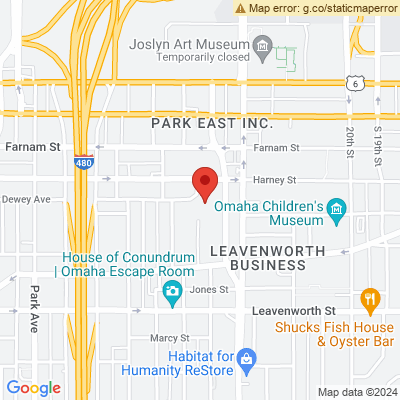 Map error: g.co/staticmaperror
Joslyn Art Museum
Temporarily closed
6
PARK EAST INC.
20th St
S 19th St
Farnam St
Farnam St
480
Harney St
Dewey Ave
Omaha Children's
Museum
House of Conundrum
| Omaha Escape Room
LEAVENWORTH
BUSINESS
Jones St
Park Ave
Leavenworth St
Shucks Fish House
& Oyster Bar
Marcy St
Habitat for
Humanity ReStore
Google
Map data ©2024